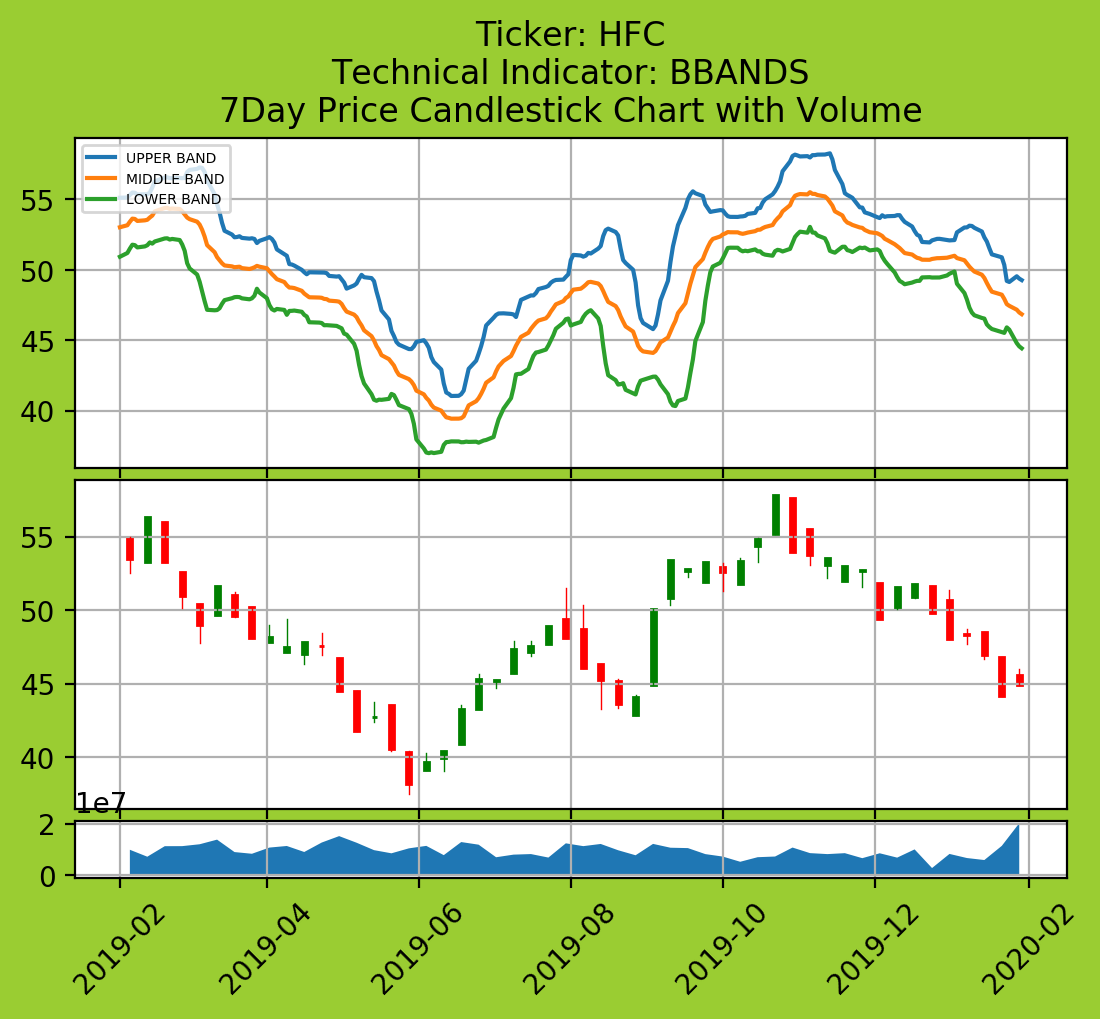 Ticker: HFC
Technical Indicator: BBANDS
7Day Price Candlestick Chart with Volume
UPPER BAND
MIDDLE BAND
LOWER BAND
55
50
45
40
55
50
45
40
1e7
2
0
2019-02
2019-04
2019-06
2019-08
2019-10
2019-12
2020-02